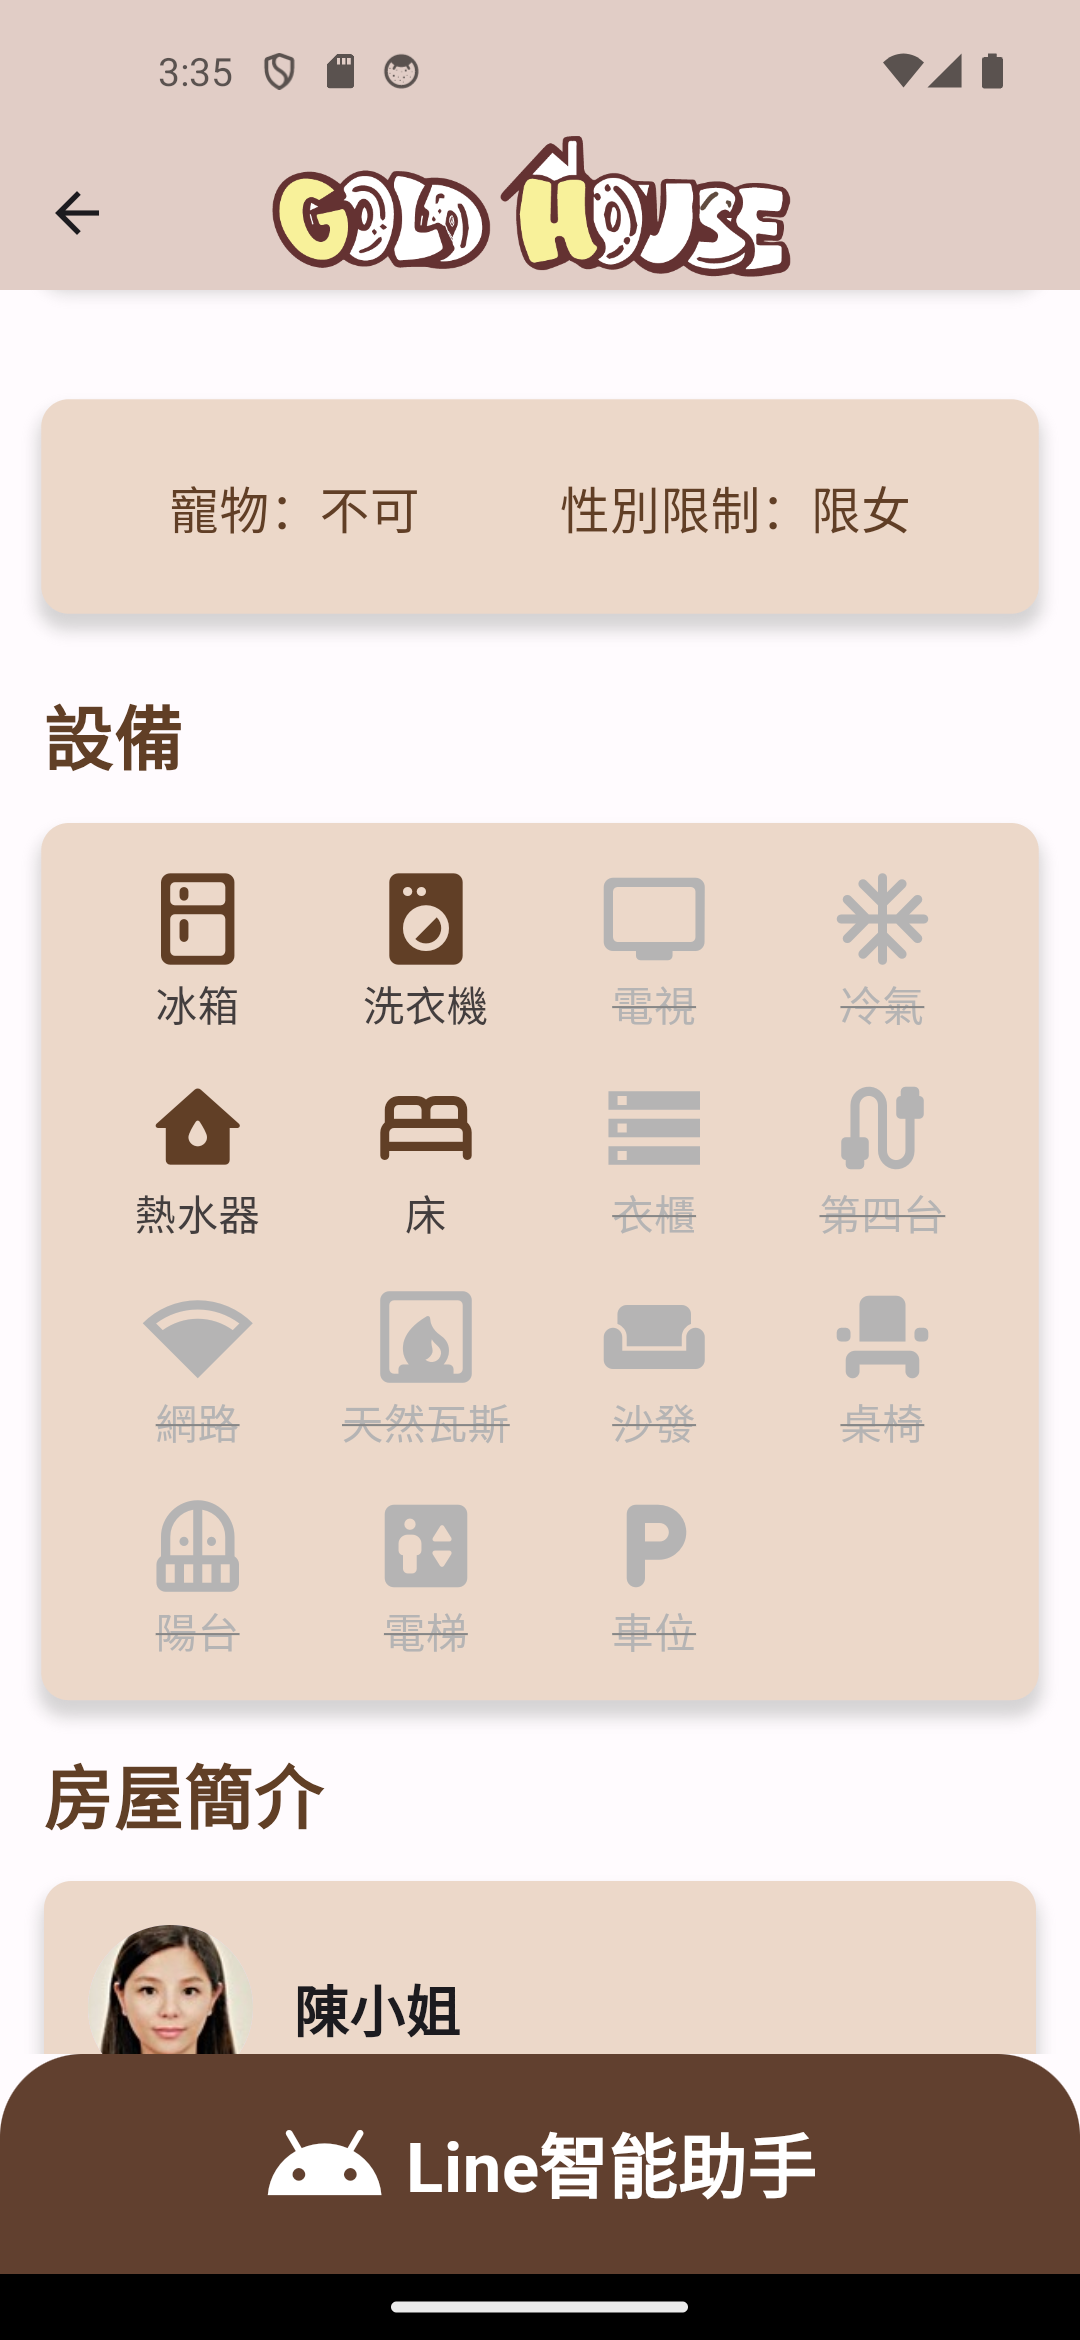 3:35
GOLD HOUSE
寵物：不可 性別限制：限女
設備
冰箱 洗衣機 電視 冷氣
熱水器 床 衣櫃 第四台
網路 天然瓦斯 沙發 桌椅
陽台 電梯 車位
房屋簡介
陳小姐
Line智能助手